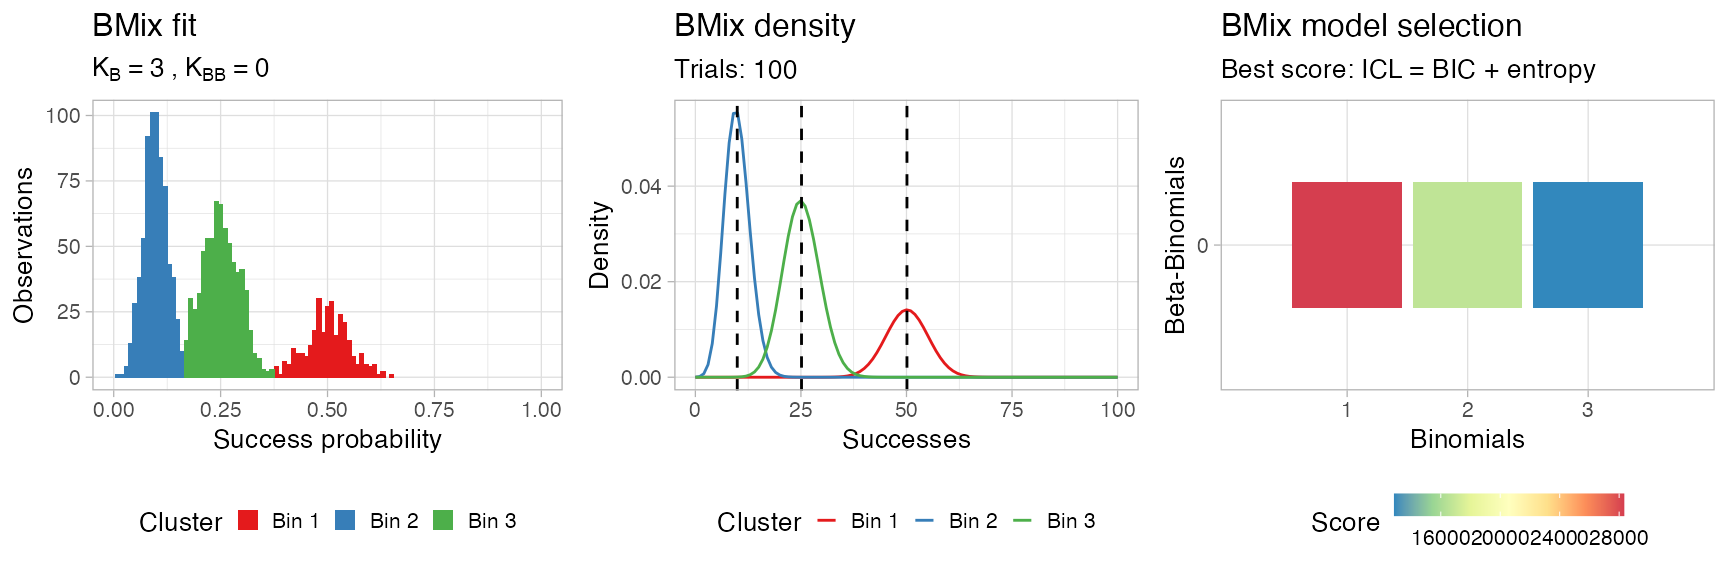 BMix fit
K_B = 3 , K_BB = 0
Observations
100
75
50
25
0
0.00 0.25 0.50 0.75 1.00
Success probability
Cluster Bin 1 Bin 2 Bin 3
BMix density
Trials: 100
Density
0.04
0.02
0.00
0 25 50 75 100
Successes
Cluster Bin 1 Bin 2 Bin 3
BMix model selection
Best score: ICL = BIC + entropy
Beta-Binomials
0
1 2 3
Binomials
Score
16000200002400028000